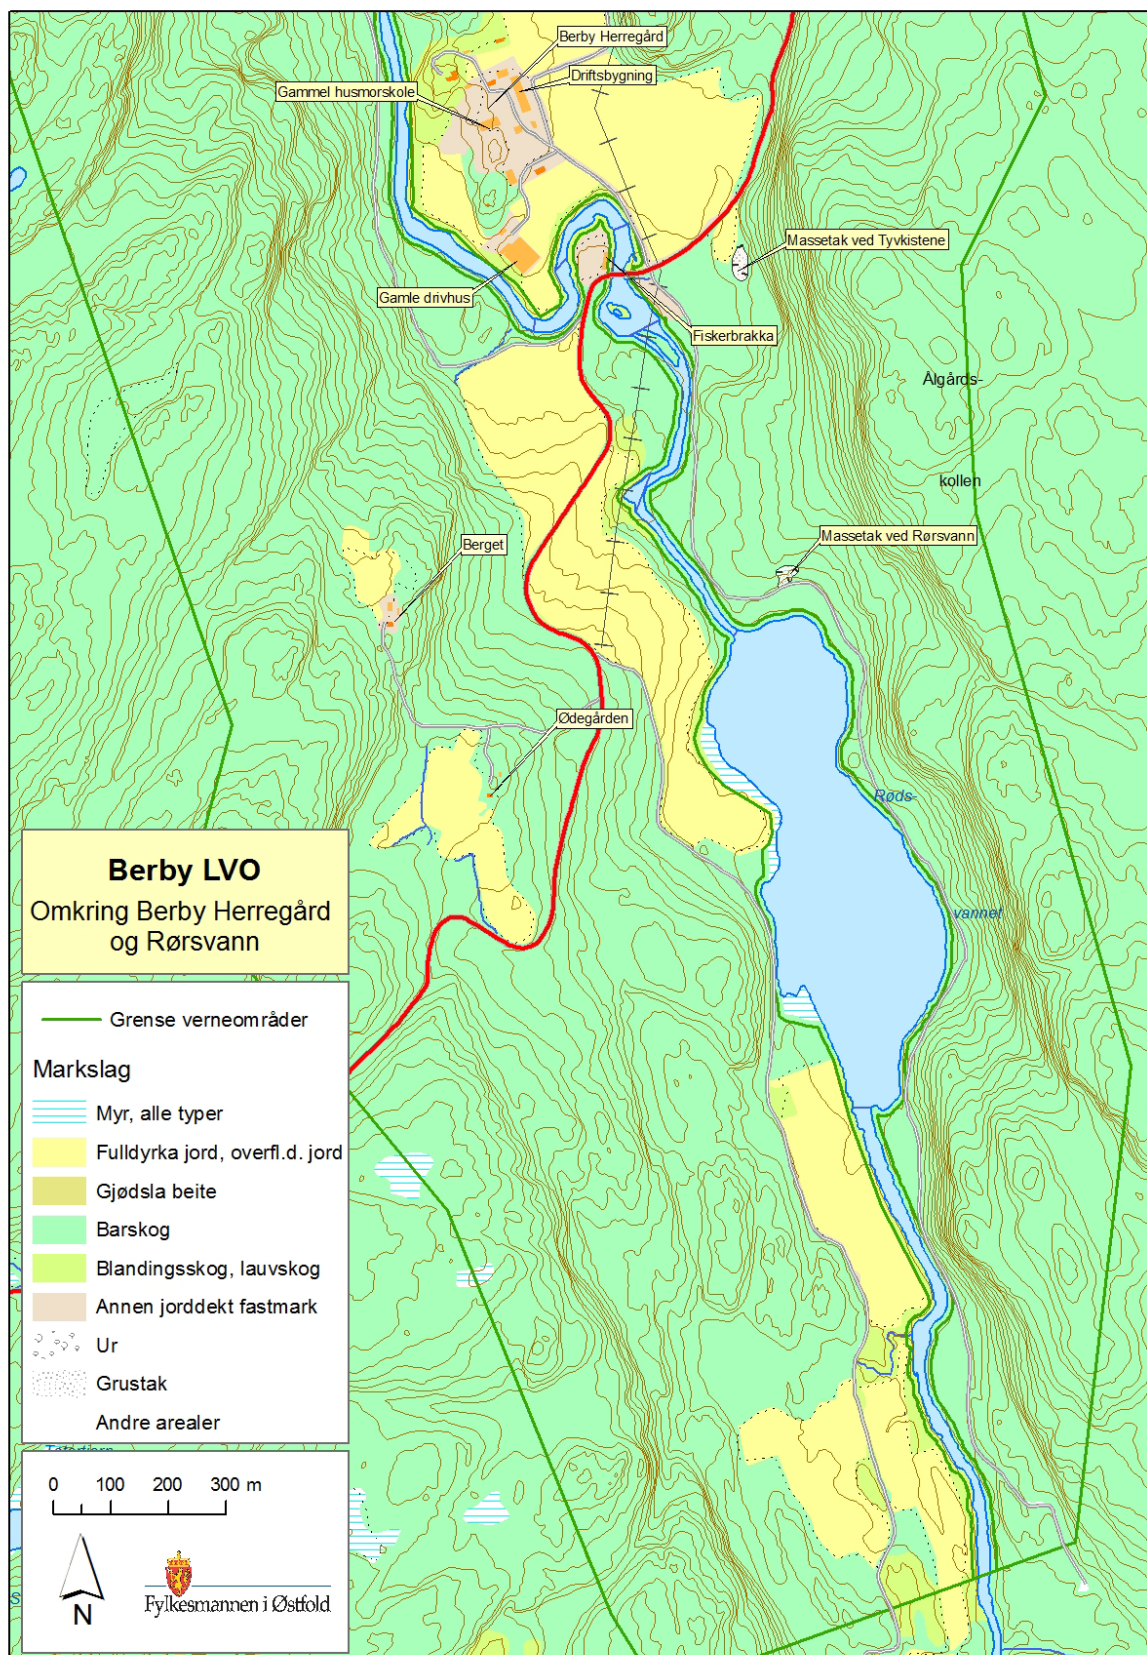 Berby Herregård
Driftsbygning
Gammel husmorskole
Massetak ved Tyvkistene
Gamle drivhus
Fiskerbrakka
Ålgårds-
kollen
Massetak ved Rørsvann
Berget
Ødegården
Røds-
vannet
Berby LVO
Omkring Berby Herregård
og Rørsvann
Grense verneområder
Markslag
Myr, alle typer
Fulldyrka jord, overfl.d. jord
Gjødsla beite
Barskog
Blandingsskog, lauvskog
Annen jorddekt fastmark
Ur
Grustak
Andre arealer
0 100 200 300 m
N
Fylkesmannen i Østfold